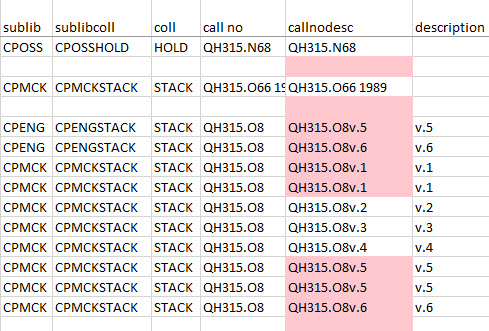 sublib sublibcoll coll call no callnodesc description
CPOSS CPOSSHOLD HOLD QH315.N68 QH315.N68
CPMCK CPMCKSTACK STACK QH315.O66 19 QH315.O66 1989
CPENG CPENGSTACK STACK QH315.O8 QH315.O8v.5 v.5
CPENG CPENGSTACK STACK QH315.O8 QH315.O8v.6 v.6
CPMCK CPMCKSTACK STACK QH315.O8 QH315.O8v.1 v.1
CPMCK CPMCKSTACK STACK QH315.O8 QH315.O8v.1 v.1
CPMCK CPMCKSTACK STACK QH315.O8 QH315.O8v.2 v.2
CPMCK CPMCKSTACK STACK QH315.O8 QH315.O8v.3 v.3
CPMCK CPMCKSTACK STACK QH315.O8 QH315.O8v.4 v.4
CPMCK CPMCKSTACK STACK QH315.O8 QH315.O8v.5 v.5
CPMCK CPMCKSTACK STACK QH315.O8 QH315.O8v.5 v.5
CPMCK CPMCKSTACK STACK QH315.O8 QH315.O8v.6 v.6